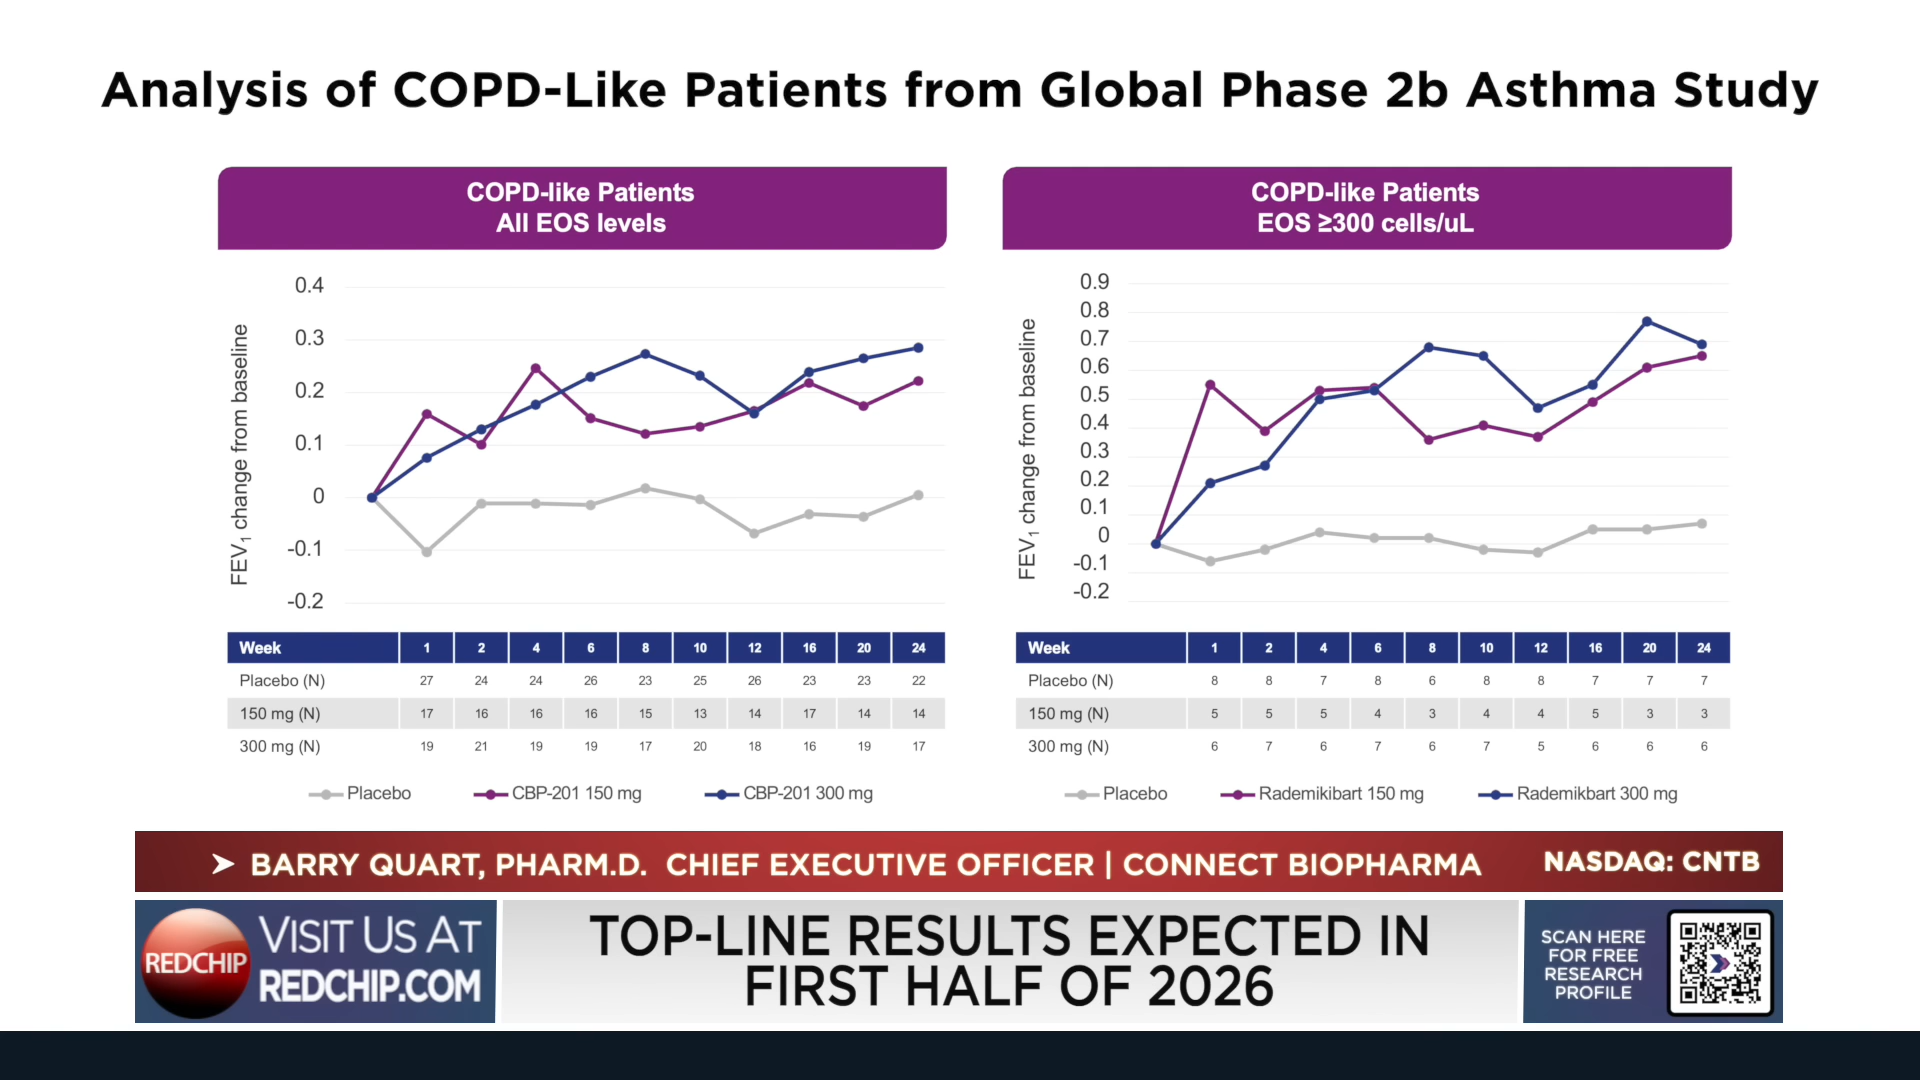 Analysis of COPD-Like Patients from Global Phase 2b Asthma Study
COPD-like Patients
All EOS levels
FEV₁ change from baseline
0.4
0.3
0.2
0.1
0
-0.1
-0.2
Week 1 2 4 6 8 10 12 16 20 24
Placebo (N) 27 24 24 26 23 25 26 23 23 22
150 mg (N) 17 16 16 16 15 13 14 17 14 14
300 mg (N) 19 21 19 19 17 20 18 16 19 17
Placebo CBP-201 150 mg CBP-201 300 mg
COPD-like Patients
EOS ≥300 cells/uL
FEV₁ change from baseline
0.9
0.8
0.7
0.6
0.5
0.4
0.3
0.2
0.1
0
-0.1
-0.2
Week 1 2 4 6 8 10 12 16 20 24
Placebo (N) 8 8 7 8 6 8 8 7 7 7
150 mg (N) 5 5 5 4 3 4 4 5 3 3
300 mg (N) 6 7 6 7 6 7 5 6 6 6
Placebo Rademikibart 150 mg Rademikbart 300 mg
BARRY QUART, PHARM.D. CHIEF EXECUTIVE OFFICER | CONNECT BIOPHARMA NASDAQ: CNTB
REDCHIP
VISIT US AT
REDCHIP.COM
TOP-LINE RESULTS EXPECTED IN
FIRST HALF OF 2026
SCAN HERE
FOR FREE
RESEARCH
PROFILE